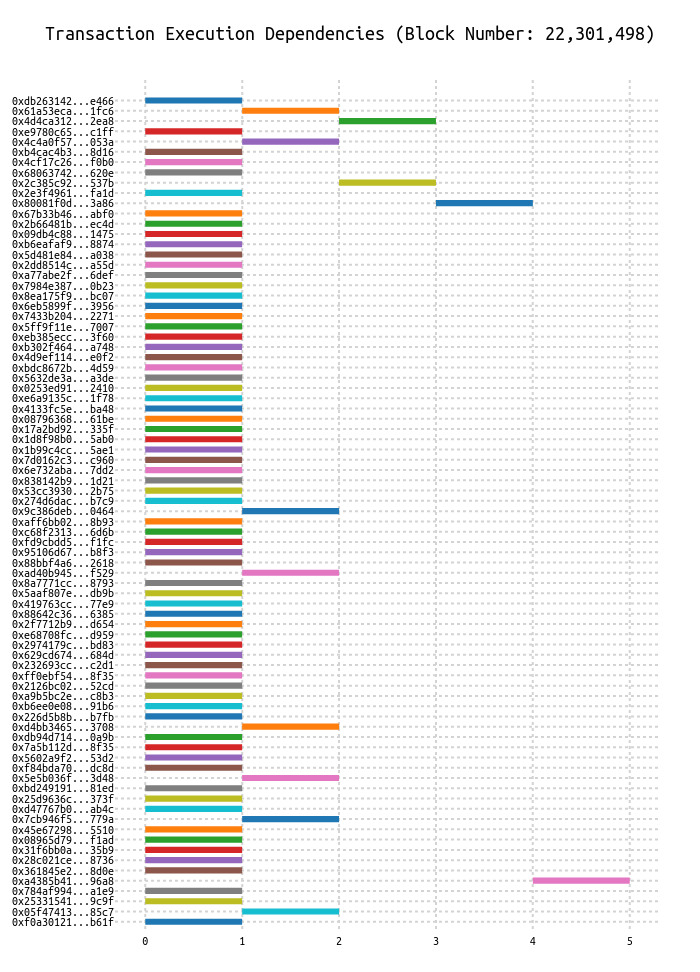 Transaction Execution Dependencies (Block Number: 22,301,498)
0xdb263142...e466
0x61a53eca...1fc6
0x4d4ca312...2ea8
0xe9780c65...c1ff
0x4c4a0f57...053a
0xb4cac4b3...8d16
0x4cf17c26...f0b0
0x68063742...620e
0x2c385c92...537b
0x2e3f4961...fa1d
0x80081f0d...3a86
0x67b33b46...abf0
0x2b66481b...ec4d
0x09db4c88...1475
0xb6eafaf9...8874
0x5d481e84...a038
0x2dd8514c...a55d
0xa77abe2f...6def
0x7984e387...0b23
0x8ea175f9...bc07
0x6eb5899f...3956
0x7433b204...2271
0x5ff9f11e...7007
0xeb385ecc...3f60
0xb302f464...a748
0x4d9ef114...e0f2
0xbdc8672b...4d59
0x5632de3a...a3de
0x0253ed91...2410
0xe6a9135c...1f78
0x4133fc5e...ba48
0x08796368...61be
0x17a2bd92...335f
0x1d8f98b0...5ab0
0x1b99c4cc...5ae1
0x7d0162c3...c960
0x6e732aba...7dd2
0x838142b9...1d21
0x53cc3930...2b75
0x274d6dac...b7c9
0x9c386deb...0464
0xaff6bb02...8b93
0xc68f2313...6d6b
0xfd9cbdd5...f1fc
0x95106d67...b8f3
0x88bbf4a6...2618
0xad40b945...f529
0x8a7771cc...8793
0x5aaf807e...db9b
0x419763cc...77e9
0x88642c36...6385
0x2f7712b9...d654
0xe68708fc...d959
0x2974179c...bd83
0x629cd674...684d
0x232693cc...c2d1
0xff0ebf54...8f35
0x2126bc02...52cd
0xa9b5bc2e...c8b3
0xb6ee0e08...91b6
0x226d5b8b...b7fb
0xd4bb3465...3708
0xdb94d714...0a9b
0x7a5b112d...8f35
0x5602a9f2...53d2
0xf84bda70...dc8d
0x5e5b036f...3d48
0xbd249191...81ed
0x25d9636c...373f
0xd47767b0...ab4c
0x7cb946f5...779a
0x45e67298...5510
0x08965d79...f1ad
0x31f6bb0a...35b9
0x28c021ce...8736
0x361845e2...8d0e
0xa4385b41...96a8
0x784af994...a1e9
0x25331541...9c9f
0x05f47413...85c7
0xf0a30121...b61f
0 1 2 3 4 5